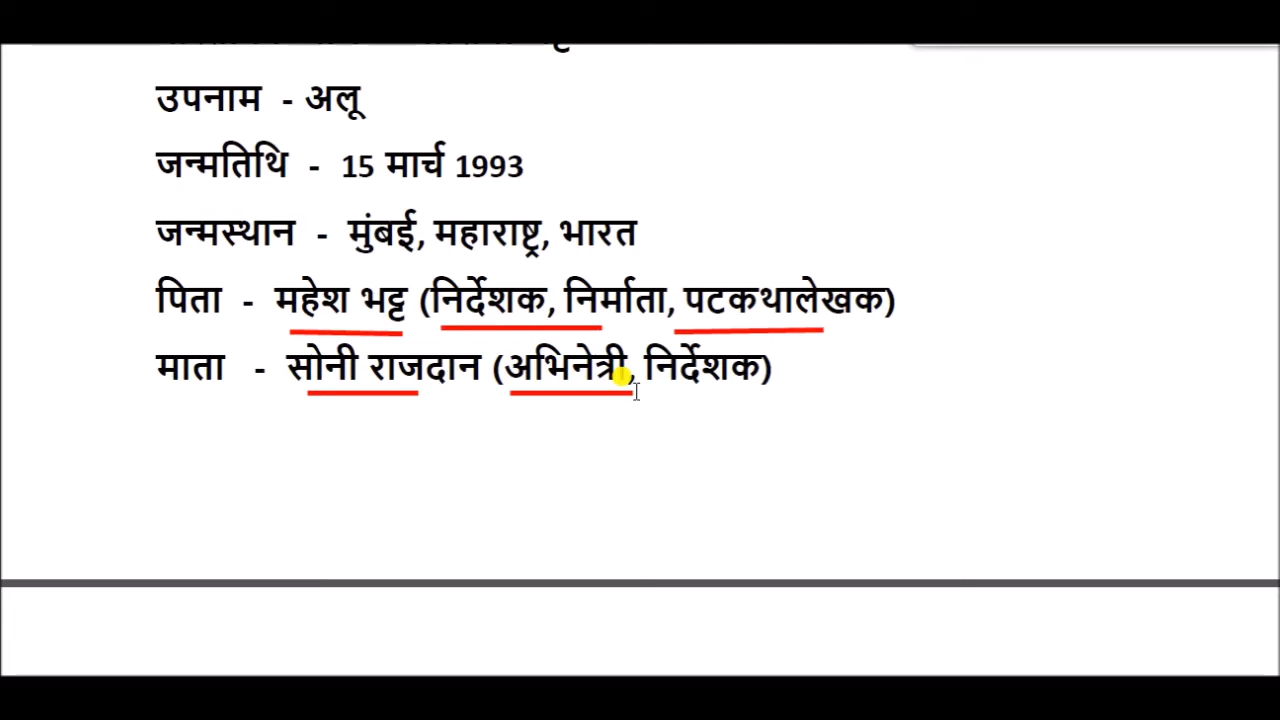 उपनाम - अलू
जन्मतिथि - 15 मार्च 1993
जन्मस्थान - मुंबई, महाराष्ट्र, भारत
पिता - महेश भट्ट (निर्देशक, निर्माता, पटकथालेखक)
माता - सोनी राजदान (अभिनेत्री, निर्देशक)